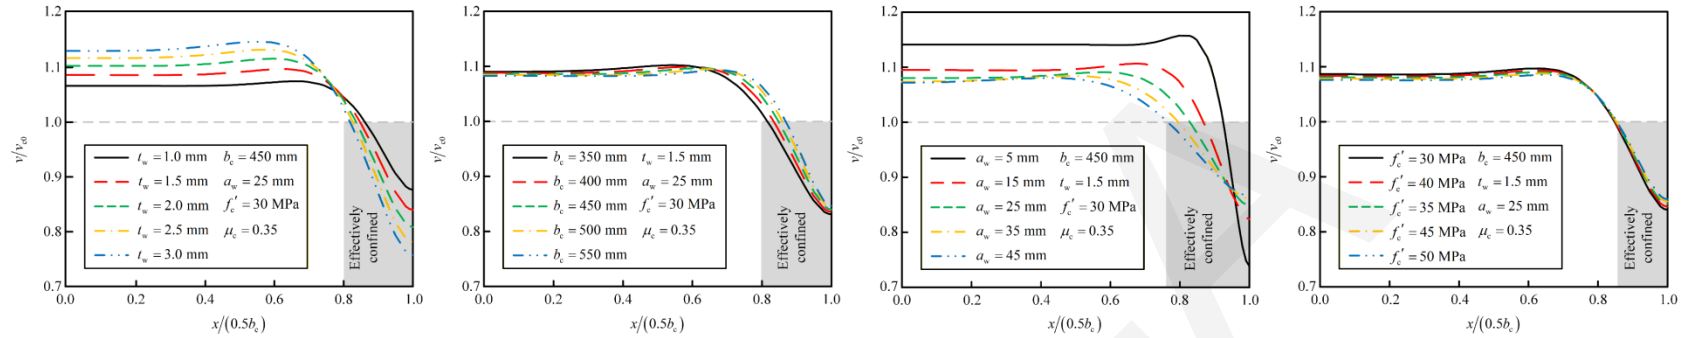 1.2
1.1
1.0
0.9
0.8
0.7
v/v_c0
t_w = 1.0 mm b_c = 450 mm
t_w = 1.5 mm a_w = 25 mm
t_w = 2.0 mm f_c′ = 30 MPa
t_w = 2.5 mm μ_c = 0.35
t_w = 3.0 mm
Effectively
confined
0.0 0.2 0.4 0.6 0.8 1.0
x/(0.5b_c)
1.2
1.1
1.0
0.9
0.8
0.7
v/v_c0
b_c = 350 mm t_w = 1.5 mm
b_c = 400 mm a_w = 25 mm
b_c = 450 mm f_c′ = 30 MPa
b_c = 500 mm μ_c = 0.35
b_c = 550 mm
Effectively
confined
0.0 0.2 0.4 0.6 0.8 1.0
x/(0.5b_c)
1.2
1.1
1.0
0.9
0.8
0.7
v/v_c0
a_w = 5 mm b_c = 450 mm
a_w = 15 mm t_w = 1.5 mm
a_w = 25 mm f_c′ = 30 MPa
a_w = 35 mm μ_c = 0.35
a_w = 45 mm
Effectively
confined
0.0 0.2 0.4 0.6 0.8 1.0
x/(0.5b_c)
1.2
1.1
1.0
0.9
0.8
0.7
v/v_c0
f_c′ = 30 MPa b_c = 450 mm
f_c′ = 40 MPa t_w = 1.5 mm
f_c′ = 35 MPa a_w = 25 mm
f_c′ = 45 MPa μ_c = 0.35
f_c′ = 50 MPa
Effectively
confined
0.0 0.2 0.4 0.6 0.8 1.0
x/(0.5b_c)